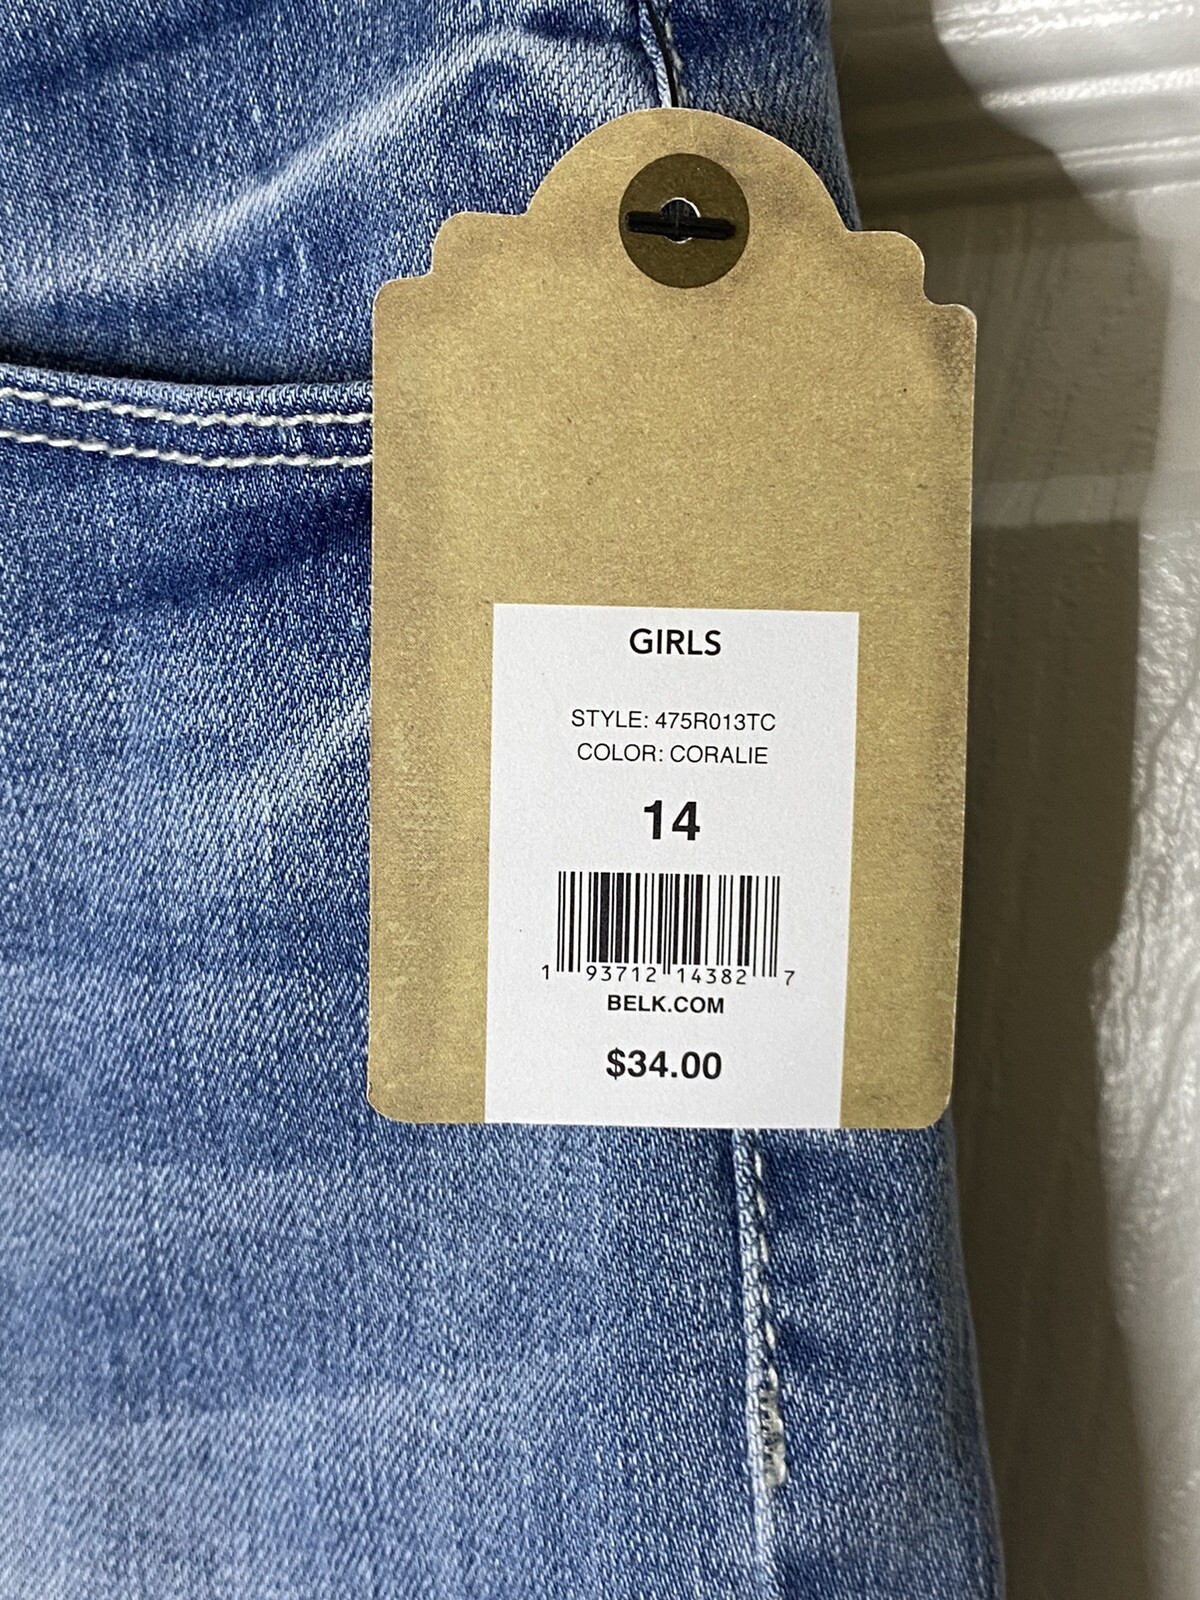 GIRLS
STYLE: 475R013TC
COLOR: CORALIE
14
1 93712 14382 7
BELK.COM
$34.00